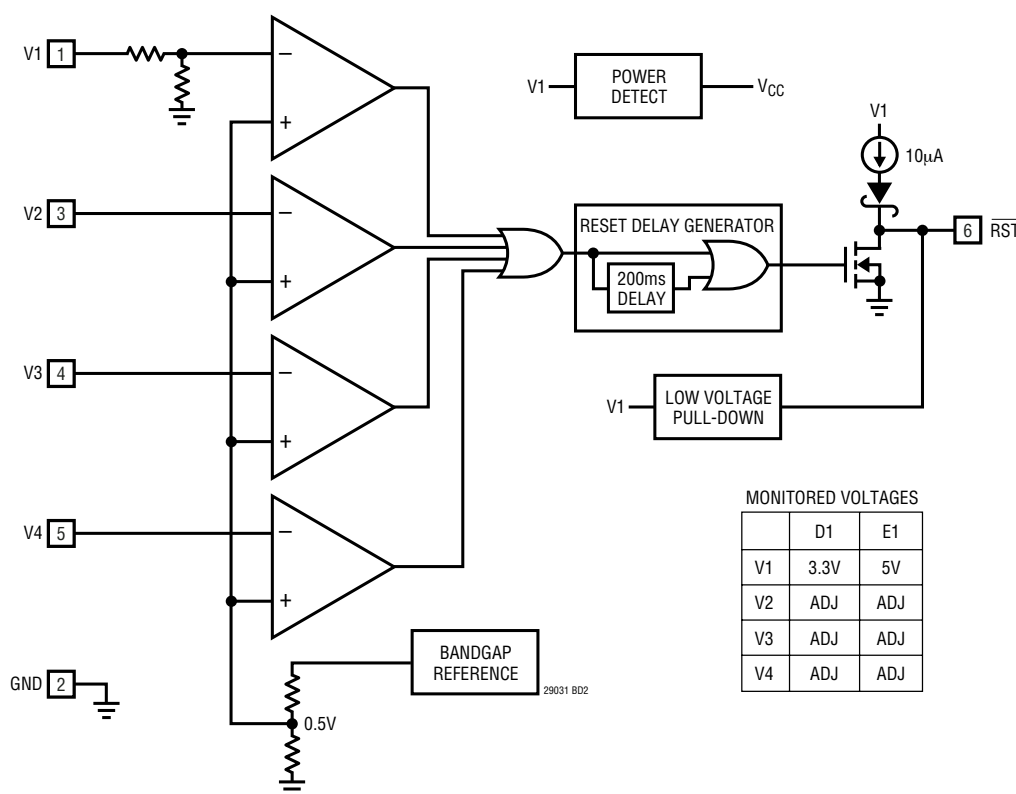 V1 1
−
+
POWER
DETECT
V1
VCC
V1
10µA
V2 3
−
+
RESET DELAY GENERATOR
200ms
DELAY
6 RST
V3 4
−
+
V1
LOW VOLTAGE
PULL-DOWN
V4 5
−
+
MONITORED VOLTAGES
D1 E1
V1 3.3V 5V
V2 ADJ ADJ
V3 ADJ ADJ
V4 ADJ ADJ
GND 2
BANDGAP
REFERENCE
29031 BD2
0.5V